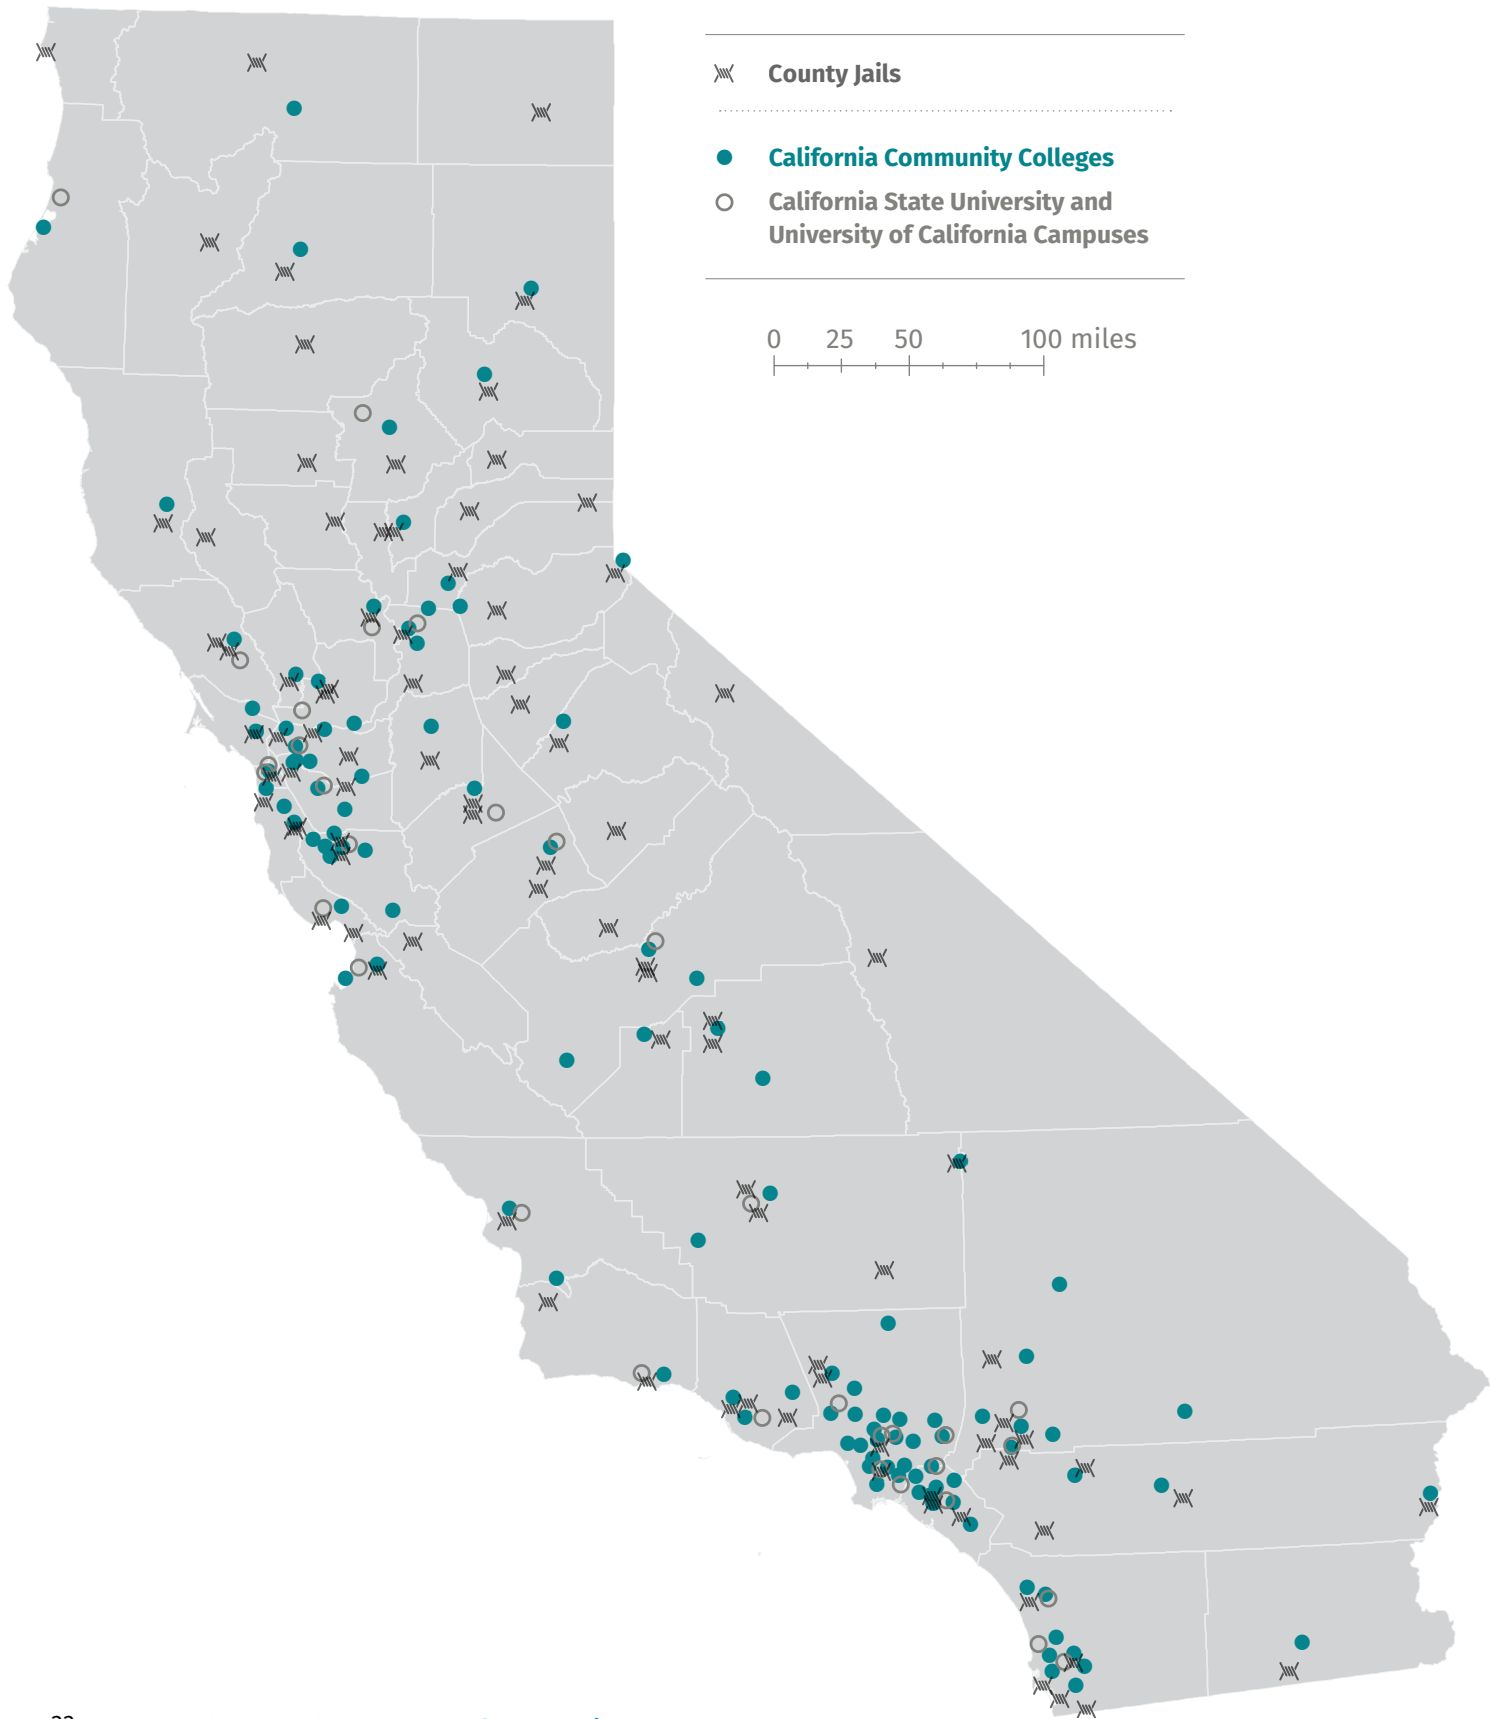 County Jails
California Community Colleges
California State University and
University of California Campuses
0 25 50 100 miles